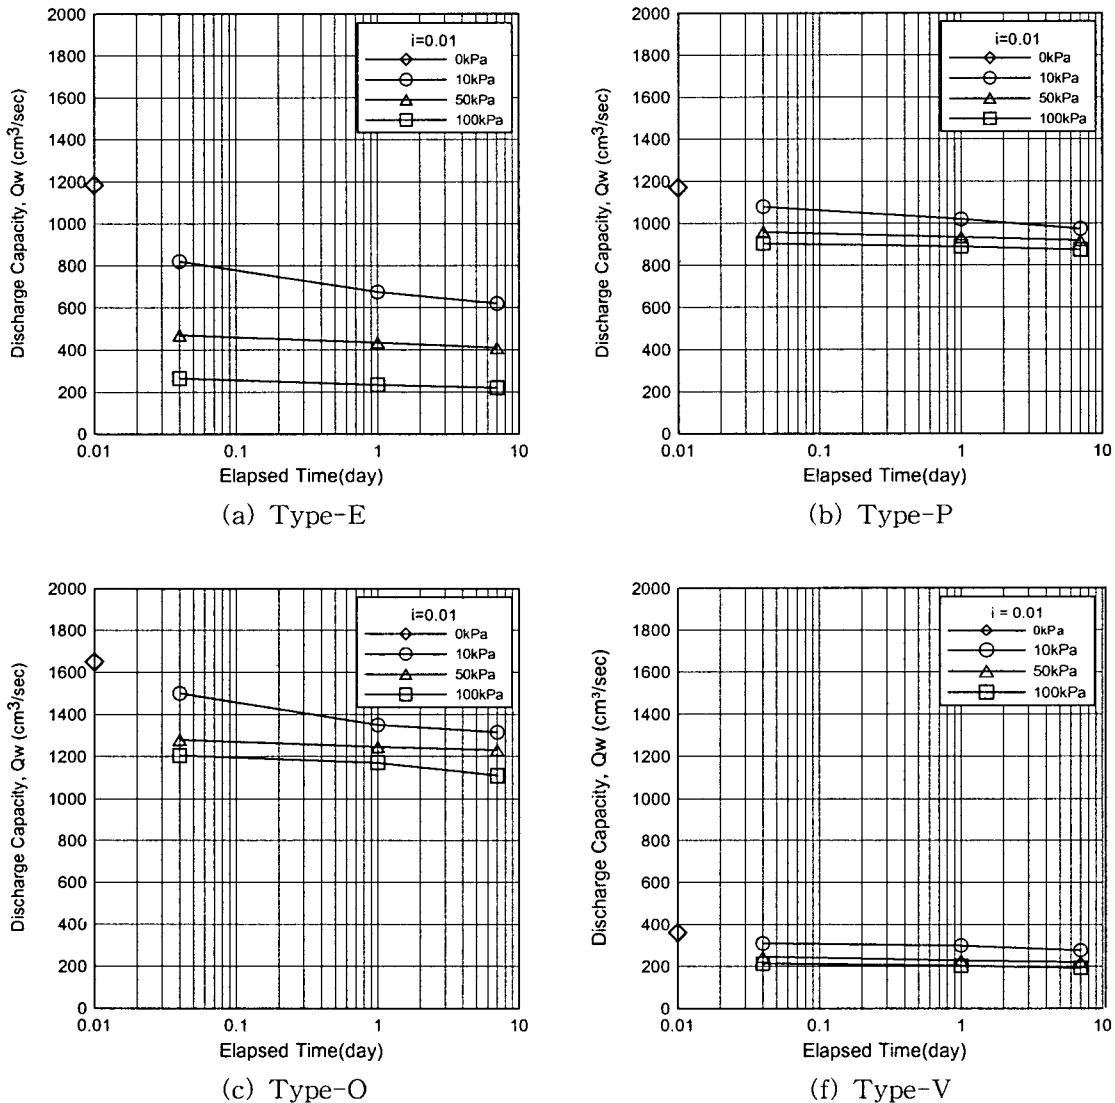 2000
1800
1600
1400
1200
1000
800
600
400
200
0
Discharge Capacity, Qw (cm³/sec)
i=0.01
0kPa
10kPa
50kPa
100kPa
0.01 0.1 1 10
Elapsed Time(day)
(a) Type-E
2000
1800
1600
1400
1200
1000
800
600
400
200
0
Discharge Capacity, Qw (cm³/sec)
i=0.01
0kPa
10kPa
50kPa
100kPa
0.01 0.1 1 10
Elapsed Time(day)
(b) Type-P
2000
1800
1600
1400
1200
1000
800
600
400
200
0
Discharge Capacity, Qw (cm³/sec)
i=0.01
0kPa
10kPa
50kPa
100kPa
0.01 0.1 1 10
Elapsed Time(day)
(c) Type-O
2000
1800
1600
1400
1200
1000
800
600
400
200
0
Discharge Capacity, Qw (cm³/sec)
i = 0.01
0kPa
10kPa
50kPa
100kPa
0.01 0.1 1 10
Elapsed Time(day)
(f) Type-V